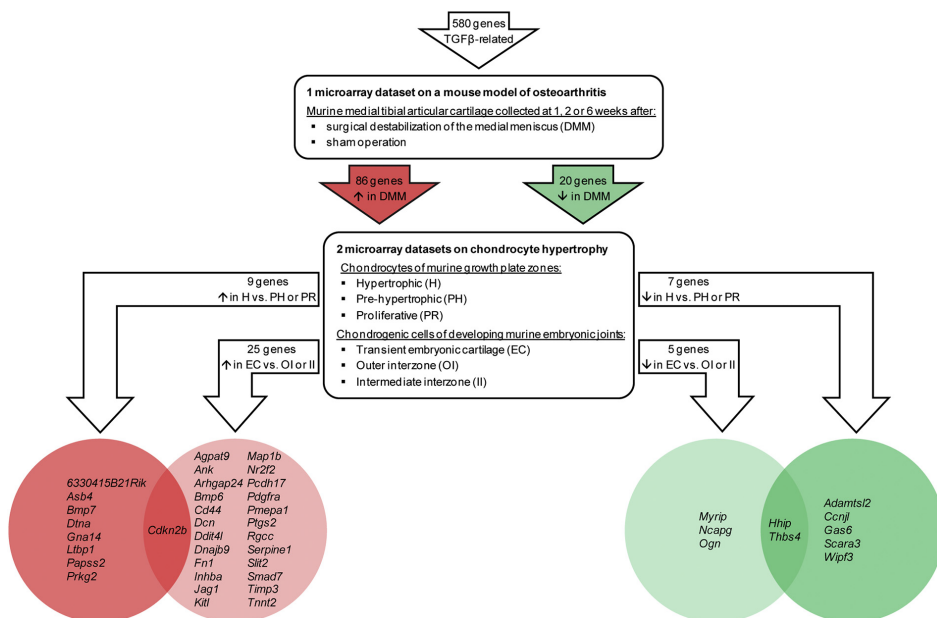 580 genes
TGFβ-related
1 microarray dataset on a mouse model of osteoarthritis
Murine medial tibial articular cartilage collected at 1, 2 or 6 weeks after:
▪ surgical destabilization of the medial meniscus (DMM)
▪ sham operation
86 genes
↑ in DMM
20 genes
↓ in DMM
2 microarray datasets on chondrocyte hypertrophy
Chondrocytes of murine growth plate zones:
▪ Hypertrophic (H)
▪ Pre-hypertrophic (PH)
▪ Proliferative (PR)
Chondrogenic cells of developing murine embryonic joints:
▪ Transient embryonic cartilage (EC)
▪ Outer interzone (OI)
▪ Intermediate interzone (II)
9 genes
↑ in H vs. PH or PR
25 genes
↑ in EC vs. OI or II
7 genes
↓ in H vs. PH or PR
5 genes
↓ in EC vs. OI or II
6330415B21Rik
Asb4
Bmp7
Dtna
Gna14
Ltbp1
Papss2
Prkg2
Cdkn2b
Agpat9
Ank
Arhgap24
Bmp6
Cd44
Dcn
Ddit4l
Dnajb9
Fn1
Inhba
Jag1
Kitl
Map1b
Nr2f2
Pcdh17
Pdgfra
Pmepa1
Ptgs2
Rgcc
Serpine1
Slit2
Smad7
Timp3
Tnnt2
Myrip
Ncapg
Ogn
Hhip
Thbs4
Adamtsl2
Ccnjl
Gas6
Scara3
Wipf3